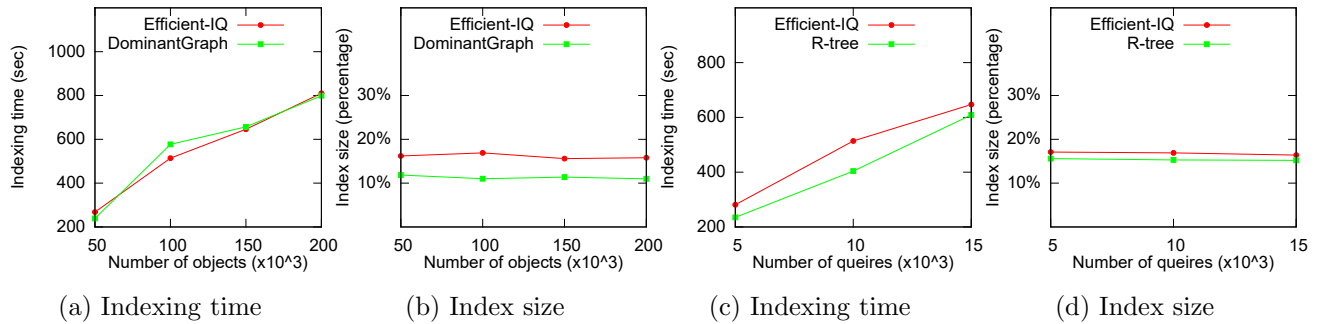 Efficient-IQ
DominantGraph
Indexing time (sec)
1000
800
600
400
200
50 100 150 200
Number of objects (x10^3)
(a) Indexing time
Efficient-IQ
DominantGraph
Index size (percentage)
30%
20%
10%
50 100 150 200
Number of objects (x10^3)
(b) Index size
Efficient-IQ
R-tree
Indexing time (sec)
800
600
400
200
5 10 15
Number of queires (x10^3)
(c) Indexing time
Efficient-IQ
R-tree
Index size (percentage)
30%
20%
10%
5 10 15
Number of queires (x10^3)
(d) Index size